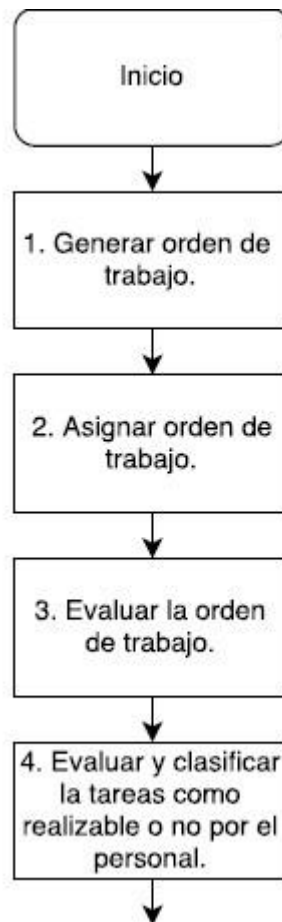 Inicio
1. Generar orden de
trabajo.
2. Asignar orden de
trabajo.
3. Evaluar la orden
de trabajo.
4. Evaluar y clasificar
la tareas como
realizable o no por el
personal.